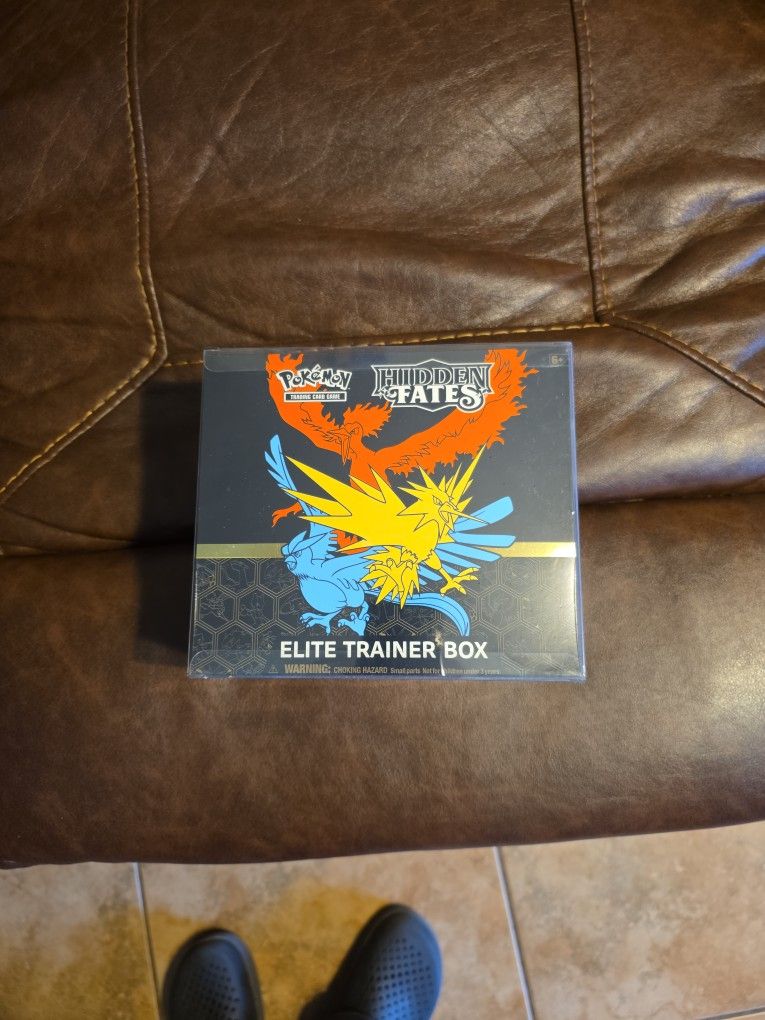 6+
POKéMON
TRADING CARD GAME
HIDDEN
FATES
ELITE TRAINER BOX
WARNING: CHOKING HAZARD Small parts Not for children under 3 years.